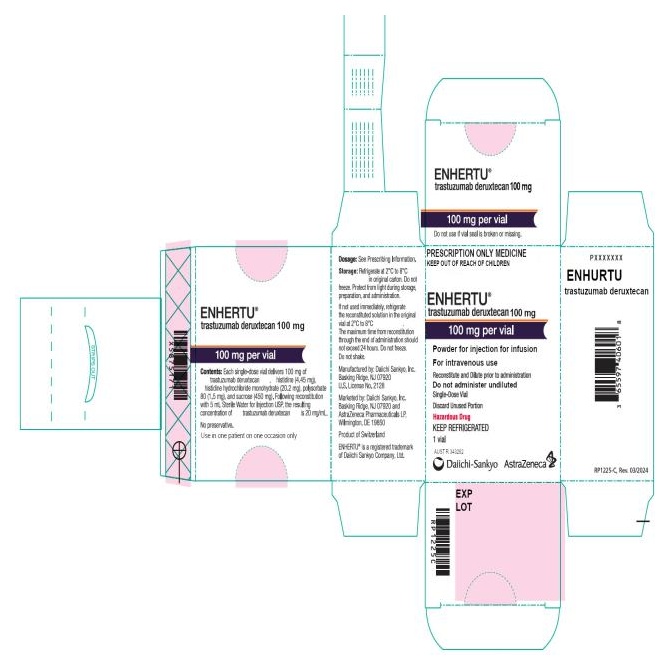 ENHERTU®
trastuzumab deruxtecan 100 mg
100 mg per vial
Do not use if vial seal is broken or missing.
ENHERTU®
trastuzumab deruxtecan 100 mg
100 mg per vial
Contents: Each single-dose vial delivers 100 mg of
trastuzumab deruxtecan , histidine (4.45 mg),
histidine hydrochloride monohydrate (20.2 mg), polysorbate
80 (1.5 mg), and sucrose (450 mg). Following reconstitution
with 5 mL Sterile Water for Injection USP, the resulting
concentration of trastuzumab deruxtecan is 20 mg/mL.
No preservative.
Use in one patient on one occasion only
Dosage: See Prescribing Information.
Storage: Refrigerate at 2°C to 8°C
in original carton. Do not
freeze. Protect from light during storage,
preparation, and administration.
If not used immediately, refrigerate
the reconstituted solution in the original
vial at 2°C to 8°C .
The maximum time from reconstitution
through the end of administration should
not exceed 24 hours. Do not freeze.
Do not shake.
Manufactured by: Daiichi Sankyo, Inc.
Basking Ridge, NJ 07920
U.S. License No. 2128
Marketed by: Daiichi Sankyo, Inc.
Basking Ridge, NJ 07920 and
AstraZeneca Pharmaceuticals LP,
Wilmington, DE 19850
Product of Switzerland
ENHERTU® is a registered trademark
of Daiichi Sankyo Company, Ltd.
PRESCRIPTION ONLY MEDICINE
KEEP OUT OF REACH OF CHILDREN
ENHERTU®
trastuzumab deruxtecan 100 mg
100 mg per vial
Powder for injection for infusion
For intravenous use
Reconstitute and Dilute prior to administration
Do not administer undiluted
Single-Dose Vial
Discard Unused Portion
Hazardous Drug
KEEP REFRIGERATED
1 vial
AUST R 343252
Daiichi-Sankyo AstraZeneca
PXXXXXXX
ENHURTU
trastuzumab deruxtecan
RP1225-C, Rev. 03/2024
EXP
LOT
RP1225C